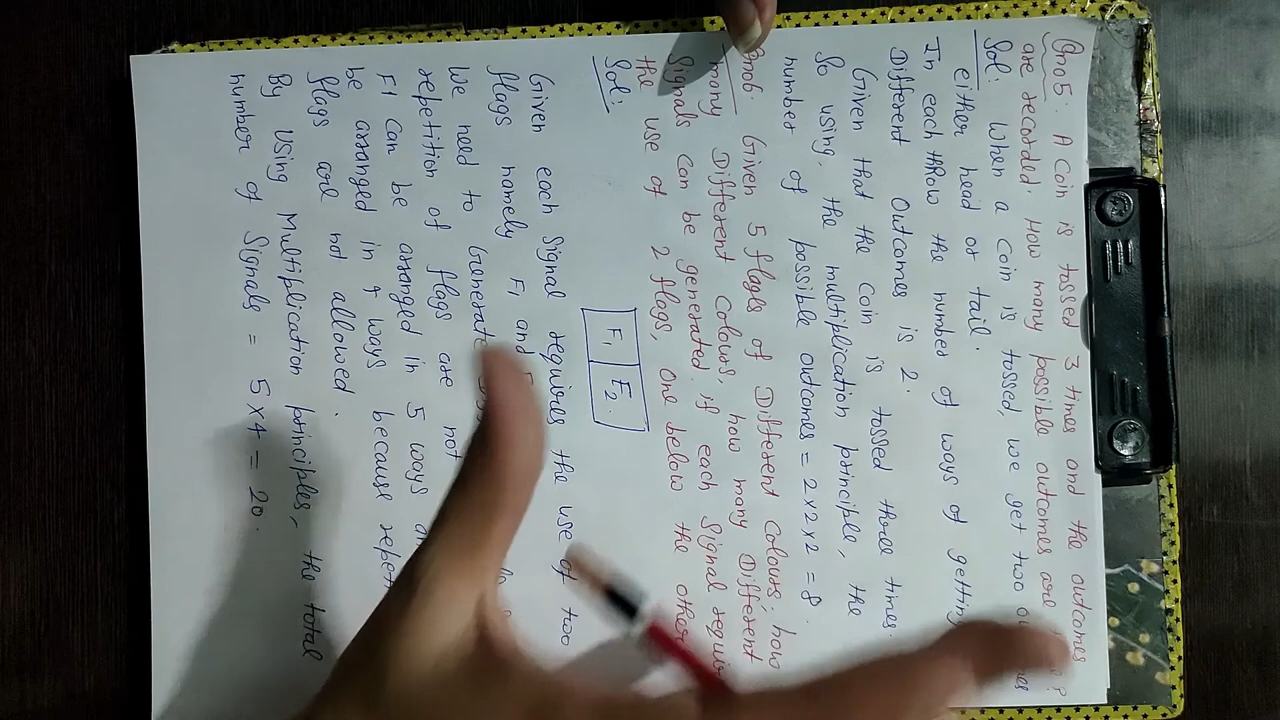 Qno5: A Coin is tossed 3 times and the outcomes
are recorded. How many possible outcomes are
Sol: When a Coin is tossed, we get two
either head or tail.
In each throw the number of ways of getting
Different Outcomes is 2.
Given that the Coin is tossed three times.
So using the multiplication principle, the
number of possible outcomes = 2×2×2 = 8.
Qno6. Given 5 flags of Different Colours, how
many Different Colours, how many Different
Signals can be generated if each Signal
the use of 2 flags, One below the other
Sol:
F1 F2.
Given each Signal requires the use of two
flags namely F1 and
We need to Generate
repetition of flags are not
F1 can be arranged in 5 ways
be arranged in 4 ways because
flags are not allowed.
By Using Multiplication principles, the total
number of Signals = 5×4 = 20.